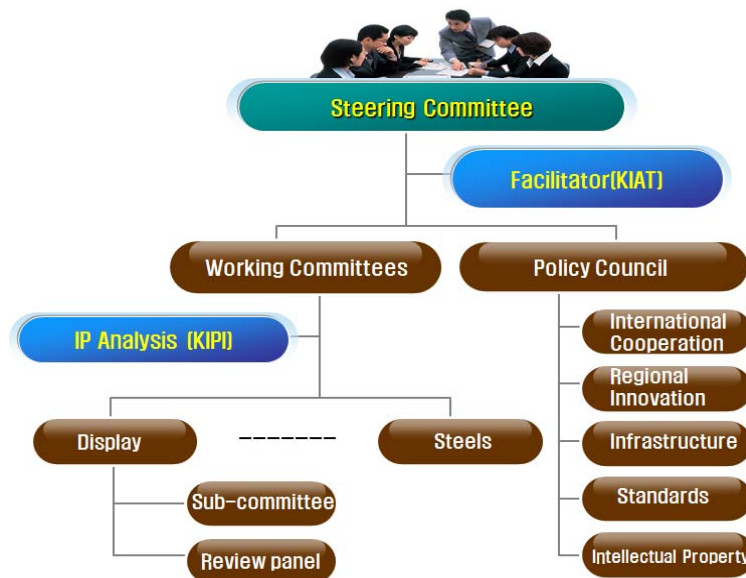 Steering Committee
Facilitator(KIAT)
Working Committees
Policy Council
IP Analysis (KIPI)
International
Cooperation
Regional
Innovation
Display
-------
Steels
Infrastructure
Sub-committee
Standards
Review panel
Intellectual Property